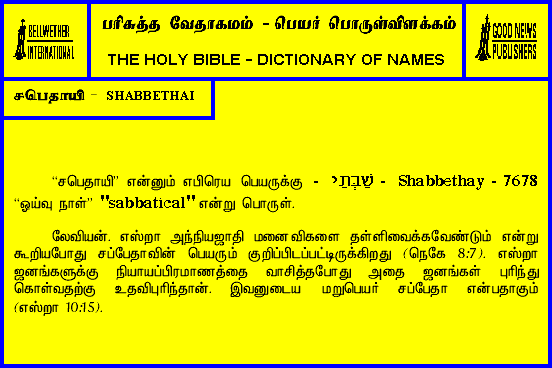 BELLWETHER
INTERNATIONAL
பரிசுத்த வேதாகமம் - பெயர் பொருள்விளக்கம்
THE HOLY BIBLE - DICTIONARY OF NAMES
GOOD NEWS
PUBLISHERS
சபெதாயி - SHABBETHAI
“சபெதாயி” என்னும் எபிரெய பெயருக்கு - שַׁבְּתַי - Shabbethay - 7678
“ஓய்வு நாள்” "sabbatical" என்று பொருள்.
லேவியன். எஸ்றா அந்நியஜாதி மனைவிகளை தள்ளிவைக்கவேண்டும் என்று
கூறியபோது சப்பேதாவின் பெயரும் குறிப்பிடப்பட்டிருக்கிறது (நெகே 8:7). எஸ்றா
ஜனங்களுக்கு நியாயப்பிரமாணத்தை வாசித்தபோது அதை ஜனங்கள் புரிந்து
கொள்வதற்கு உதவிபுரிந்தான். இவனுடைய மறுபெயர் சப்பேதா என்பதாகும்
(எஸ்றா 10:15).